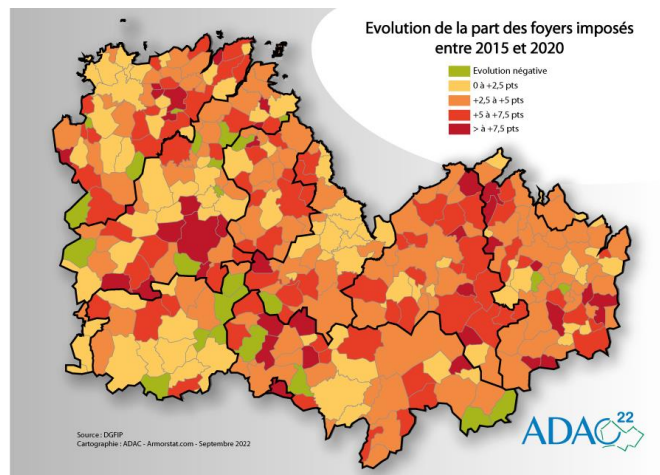 Evolution de la part des foyers imposés
entre 2015 et 2020
Evolution négative
0 à +2,5 pts
+2,5 à +5 pts
+5 à +7,5 pts
> à +7,5 pts
Source : DGFIP
Cartographie : ADAC - Armorstat.com - Septembre 2022
ADAC 22